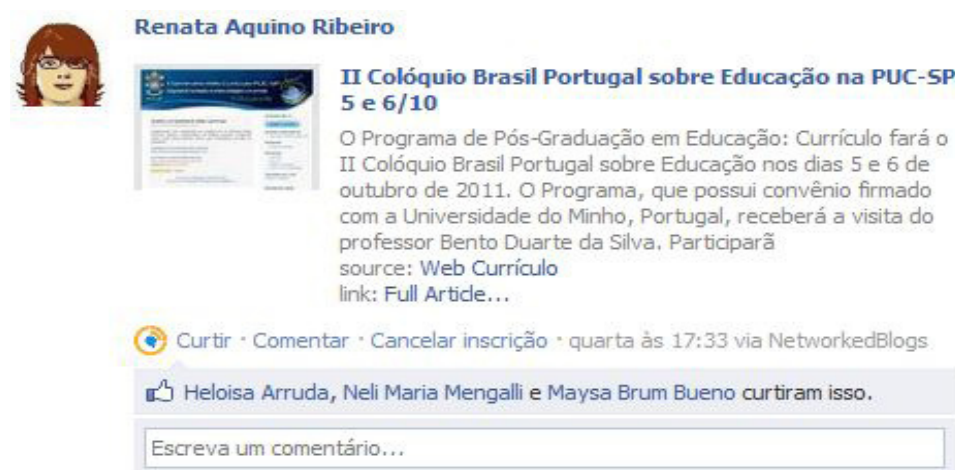 Renata Aquino Ribeiro
II Colóquio Brasil Portugal sobre Educação na PUC-SP
5 e 6/10
O Programa de Pós-Graduação em Educação: Currículo fará o
II Colóquio Brasil Portugal sobre Educação nos dias 5 e 6 de
outubro de 2011. O Programa, que possui convênio firmado
com a Universidade do Minho, Portugal, receberá a visita do
professor Bento Duarte da Silva. Participarã
source: Web Currículo
link: Full Article...
Curtir · Comentar · Cancelar inscrição · quarta às 17:33 via NetworkedBlogs
Heloisa Arruda, Neli Maria Mengalli e Maysa Brum Bueno curtiram isso.
Escreva um comentário...